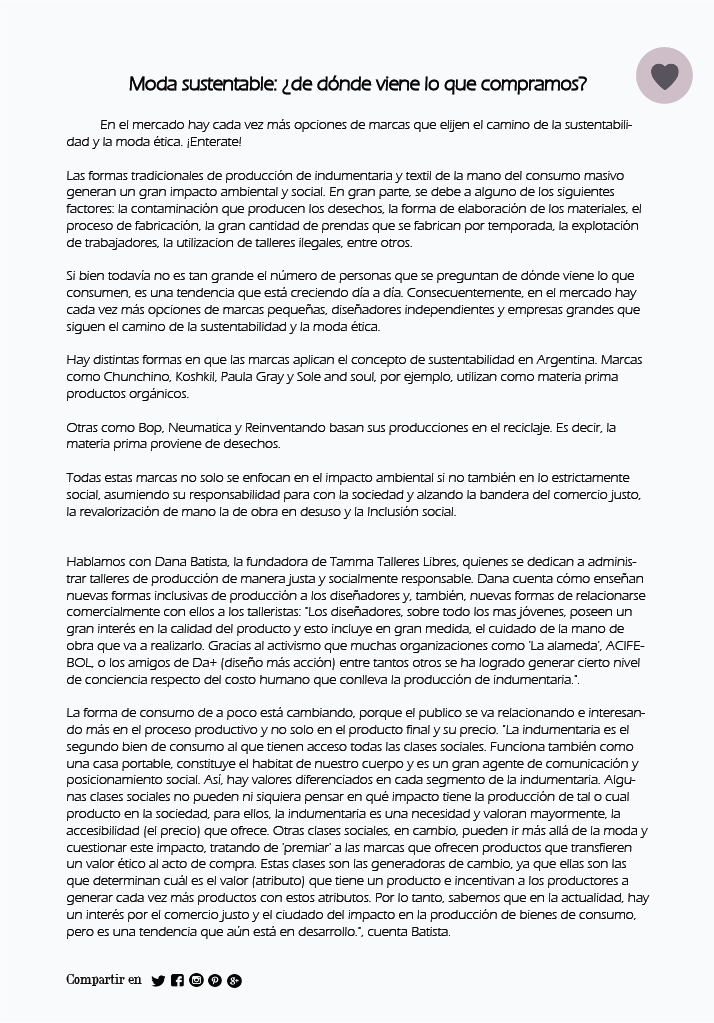 Moda sustentable: ¿de dónde viene lo que compramos?
En el mercado hay cada vez más opciones de marcas que elijen el camino de la sustentabili-
dad y la moda ética. ¡Enterate!
Las formas tradicionales de producción de indumentaria y textil de la mano del consumo masivo
generan un gran impacto ambiental y social. En gran parte, se debe a alguno de los siguientes
factores: la contaminación que producen los desechos, la forma de elaboración de los materiales, el
proceso de fabricación, la gran cantidad de prendas que se fabrican por temporada, la explotación
de trabajadores, la utilizacion de talleres ilegales, entre otros.
Si bien todavía no es tan grande el número de personas que se preguntan de dónde viene lo que
consumen, es una tendencia que está creciendo día a día. Consecuentemente, en el mercado hay
cada vez más opciones de marcas pequeñas, diseñadores independientes y empresas grandes que
siguen el camino de la sustentabilidad y la moda ética.
Hay distintas formas en que las marcas aplican el concepto de sustentabilidad en Argentina. Marcas
como Chunchino, Koshkil, Paula Gray y Sole and soul, por ejemplo, utilizan como materia prima
productos orgánicos.
Otras como Bop, Neumatica y Reinventando basan sus producciones en el reciclaje. Es decir, la
materia prima proviene de desechos.
Todas estas marcas no solo se enfocan en el impacto ambiental si no también en lo estrictamente
social, asumiendo su responsabilidad para con la sociedad y alzando la bandera del comercio justo,
la revalorización de mano la de obra en desuso y la Inclusión social.
Hablamos con Dana Batista, la fundadora de Tamma Talleres Libres, quienes se dedican a adminis-
trar talleres de producción de manera justa y socialmente responsable. Dana cuenta cómo enseñan
nuevas formas inclusivas de producción a los diseñadores y, también, nuevas formas de relacionarse
comercialmente con ellos a los talleristas: "Los diseñadores, sobre todo los mas jóvenes, poseen un
gran interés en la calidad del producto y esto incluye en gran medida, el cuidado de la mano de
obra que va a realizarlo. Gracias al activismo que muchas organizaciones como 'La alameda', ACIFE-
BOL, o los amigos de Da+ (diseño más acción) entre tantos otros se ha logrado generar cierto nivel
de conciencia respecto del costo humano que conlleva la producción de indumentaria.".
La forma de consumo de a poco está cambiando, porque el publico se va relacionando e interesan-
do más en el proceso productivo y no solo en el producto final y su precio. "La indumentaria es el
segundo bien de consumo al que tienen acceso todas las clases sociales. Funciona también como
una casa portable, constituye el habitat de nuestro cuerpo y es un gran agente de comunicación y
posicionamiento social. Así, hay valores diferenciados en cada segmento de la indumentaria. Algu-
nas clases sociales no pueden ni siquiera pensar en qué impacto tiene la producción de tal o cual
producto en la sociedad, para ellos, la indumentaria es una necesidad y valoran mayormente, la
accesibilidad (el precio) que ofrece. Otras clases sociales, en cambio, pueden ir más allá de la moda y
cuestionar este impacto, tratando de 'premiar' a las marcas que ofrecen productos que transfieren
un valor ético al acto de compra. Estas clases son las generadoras de cambio, ya que ellas son las
que determinan cuál es el valor (atributo) que tiene un producto e incentivan a los productores a
generar cada vez más productos con estos atributos. Por lo tanto, sabemos que en la actualidad, hay
un interés por el comercio justo y el ciudado del impacto en la producción de bienes de consumo,
pero es una tendencia que aún está en desarrollo.", cuenta Batista.
Compartir en